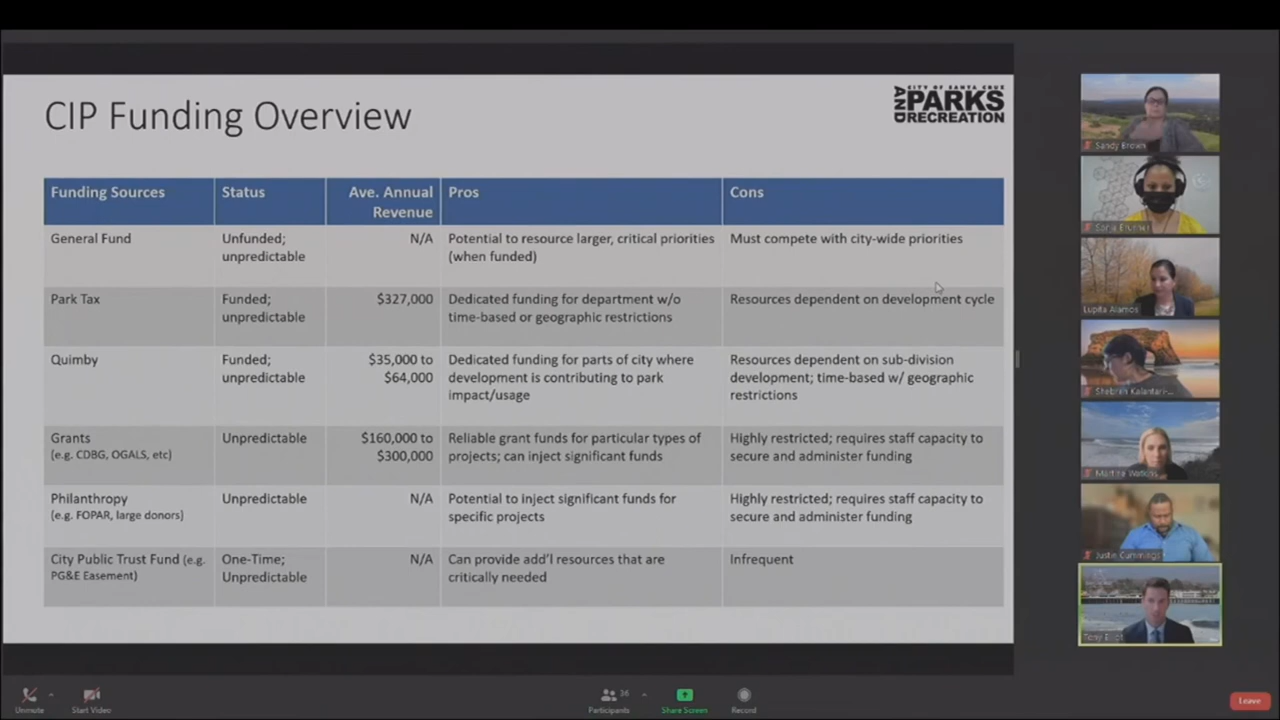 CIP Funding Overview
CITY OF SANTA CRUZ
AND PARKS
RECREATION
Funding Sources
Status
Ave. Annual
Revenue
Pros
Cons
General Fund
Unfunded;
unpredictable
N/A
Potential to resource larger, critical priorities
(when funded)
Must compete with city-wide priorities
Park Tax
Funded;
unpredictable
$327,000
Dedicated funding for department w/o
time-based or geographic restrictions
Resources dependent on development cycle
Quimby
Funded;
unpredictable
$35,000 to
$64,000
Dedicated funding for parts of city where
development is contributing to park
impact/usage
Resources dependent on sub-division
development; time-based w/ geographic
restrictions
Grants
(e.g. CDBG, OGALS, etc)
Unpredictable
$160,000 to
$300,000
Reliable grant funds for particular types of
projects; can inject significant funds
Highly restricted; requires staff capacity to
secure and administer funding
Philanthropy
(e.g. FOPAR, large donors)
Unpredictable
N/A
Potential to inject significant funds for
specific projects
Highly restricted; requires staff capacity to
secure and administer funding
City Public Trust Fund (e.g.
PG&E Easement)
One-Time;
Unpredictable
N/A
Can provide add'l resources that are
critically needed
Infrequent
Sandy Brown
Sonja Brunner
Lupita Alamos
Shebreh Kalantari-...
Martine Watkins
Justin Cummings
Tony Elliot
Unmute
Start Video
Participants
36
Share Screen
Record
Leave